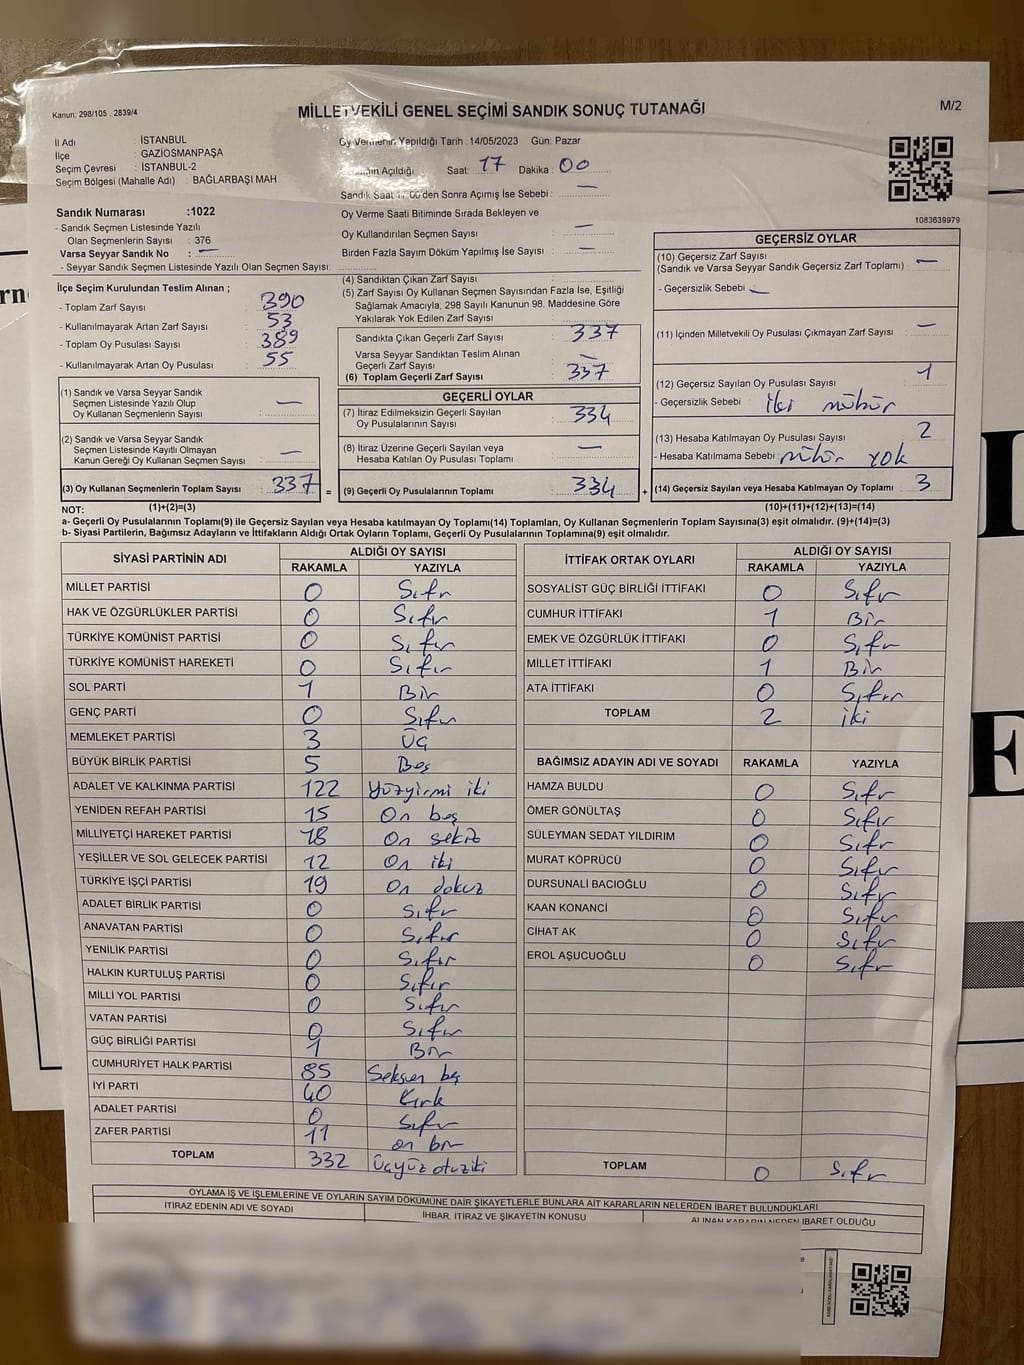 Kanun: 298/105 . 2839/4
MİLLETVEKİLİ GENEL SEÇİMİ SANDIK SONUÇ TUTANAĞI
M/2
İl Adı : İSTANBUL
İlçe : GAZİOSMANPAŞA
Seçim Çevresi : İSTANBUL-2
Seçim Bölgesi (Mahalle Adı) : BAĞLARBAŞI MAH
Oy Vermenin Yapıldığı Tarih : 14/05/2023 Gün: Pazar
Açıldığı Saat: 17 Dakika : 00
Sandık Saat 17:00'den Sonra Açılmış İse Sebebi : —
Oy Verme Saati Bitiminde Sırada Bekleyen ve
Oy Kullandırılan Seçmen Sayısı : —
Birden Fazla Sayım Döküm Yapılmış İse Sayısı : —
1083639979
Sandık Numarası :1022
- Sandık Seçmen Listesinde Yazılı
Olan Seçmenlerin Sayısı : 376
Varsa Seyyar Sandık No : —
- Seyyar Sandık Seçmen Listesinde Yazılı Olan Seçmen Sayısı:
İlçe Seçim Kurulundan Teslim Alınan ;
- Toplam Zarf Sayısı : 390
- Kullanılmayarak Artan Zarf Sayısı : 53
- Toplam Oy Pusulası Sayısı : 389
- Kullanılmayarak Artan Oy Pusulası : 55
(1) Sandık ve Varsa Seyyar Sandık
Seçmen Listesinde Yazılı Olup
Oy Kullanan Seçmenlerin Sayısı : —
(2) Sandık ve Varsa Seyyar Sandık
Seçmen Listesinde Kayıtlı Olmayan
Kanun Gereği Oy Kullanan Seçmen Sayısı : —
(3) Oy Kullanan Seçmenlerin Toplam Sayısı : 337 =
(4) Sandıktan Çıkan Zarf Sayısı :
(5) Zarf Sayısı Oy Kullanan Seçmen Sayısından Fazla İse, Eşitliği
Sağlamak Amacıyla, 298 Sayılı Kanunun 98. Maddesine Göre
Yakılarak Yok Edilen Zarf Sayısı :
Sandıkta Çıkan Geçerli Zarf Sayısı : 337
Varsa Seyyar Sandıktan Teslim Alınan
Geçerli Zarf Sayısı : —
(6) Toplam Geçerli Zarf Sayısı : 337
GEÇERLİ OYLAR
(7) İtiraz Edilmeksizin Geçerli Sayılan
Oy Pusulalarının Sayısı : 334
(8) İtiraz Üzerine Geçerli Sayılan veya
Hesaba Katılan Oy Pusulası Toplamı : —
(9) Geçerli Oy Pusulalarının Toplamı : 334 +
GEÇERSİZ OYLAR
(10) Geçersiz Zarf Sayısı
(Sandık ve Varsa Seyyar Sandık Geçersiz Zarf Toplamı) : —
- Geçersizlik Sebebi : —
(11) İçinden Milletvekili Oy Pusulası Çıkmayan Zarf Sayısı : —
(12) Geçersiz Sayılan Oy Pusulası Sayısı : 1
- Geçersizlik Sebebi : iki mühür
(13) Hesaba Katılmayan Oy Pusulası Sayısı : 2
- Hesaba Katılmama Sebebi : mühür yok
(14) Geçersiz Sayılan veya Hesaba Katılmayan Oy Toplamı : 3
NOT: (1)+(2)=(3) (10)+(11)+(12)+(13)=(14)
a- Geçerli Oy Pusulalarının Toplamı(9) ile Geçersiz Sayılan veya Hesaba katılmayan Oy Toplamı(14) Toplamları, Oy Kullanan Seçmenlerin Toplam Sayısına(3) eşit olmalıdır. (9)+(14)=(3)
b- Siyasi Partilerin, Bağımsız Adayların ve İttifakların Aldığı Ortak Oyların Toplamı, Geçerli Oy Pusulalarının Toplamına(9) eşit olmalıdır.
SİYASİ PARTİNİN ADI ALDIĞI OY SAYISI
RAKAMLA YAZIYLA
MİLLET PARTİSİ 0 Sıfır
HAK VE ÖZGÜRLÜKLER PARTİSİ 0 Sıfır
TÜRKİYE KOMÜNİST PARTİSİ 0 Sıfır
TÜRKİYE KOMÜNİST HAREKETİ 0 Sıfır
SOL PARTİ 1 Bir
GENÇ PARTİ 0 Sıfır
MEMLEKET PARTİSİ 3 Üç
BÜYÜK BİRLİK PARTİSİ 5 Beş
ADALET VE KALKINMA PARTİSİ 122 Yüzyirmi iki
YENİDEN REFAH PARTİSİ 15 On beş
MİLLİYETÇİ HAREKET PARTİSİ 18 On sekiz
YEŞİLLER VE SOL GELECEK PARTİSİ 12 On iki
TÜRKİYE İŞÇİ PARTİSİ 19 On dokuz
ADALET BİRLİK PARTİSİ 0 Sıfır
ANAVATAN PARTİSİ 0 Sıfır
YENİLİK PARTİSİ 0 Sıfır
HALKIN KURTULUŞ PARTİSİ 0 Sıfır
MİLLİ YOL PARTİSİ 0 Sıfır
VATAN PARTİSİ 0 Sıfır
GÜÇ BİRLİĞİ PARTİSİ 1 Bir
CUMHURİYET HALK PARTİSİ 85 Seksen beş
İYİ PARTİ 40 Kırk
ADALET PARTİSİ 0 Sıfır
ZAFER PARTİSİ 11 on bir
TOPLAM 332 Üçyüz otuziki
İTTİFAK ORTAK OYLARI ALDIĞI OY SAYISI
RAKAMLA YAZIYLA
SOSYALİST GÜÇ BİRLİĞİ İTTİFAKI 0 Sıfır
CUMHUR İTTİFAKI 1 Bir
EMEK VE ÖZGÜRLÜK İTTİFAKI 0 Sıfır
MİLLET İTTİFAKI 1 Bir
ATA İTTİFAKI 0 Sıfır
TOPLAM 2 iki
BAĞIMSIZ ADAYIN ADI VE SOYADI RAKAMLA YAZIYLA
HAMZA BULDU 0 Sıfır
ÖMER GÖNÜLTAŞ 0 Sıfır
SÜLEYMAN SEDAT YILDIRIM 0 Sıfır
MURAT KÖPRÜCÜ 0 Sıfır
DURSUNALİ BACIOĞLU 0 Sıfır
KAAN KONANCİ 0 Sıfır
CİHAT AK 0 Sıfır
EROL AŞUCUOĞLU 0 Sıfır
TOPLAM 0 Sıfır
OYLAMA İŞ VE İŞLEMLERİNE VE OYLARIN SAYIM DÖKÜMÜNE DAİR ŞİKAYETLERLE BUNLARA AİT KARARLARIN NELERDEN İBARET BULUNDUKLARI
İTİRAZ EDENİN ADI VE SOYADI İHBAR, İTİRAZ VE ŞİKAYETİN KONUSU ALINAN KARARIN NEDEN İBARET OLDUĞU